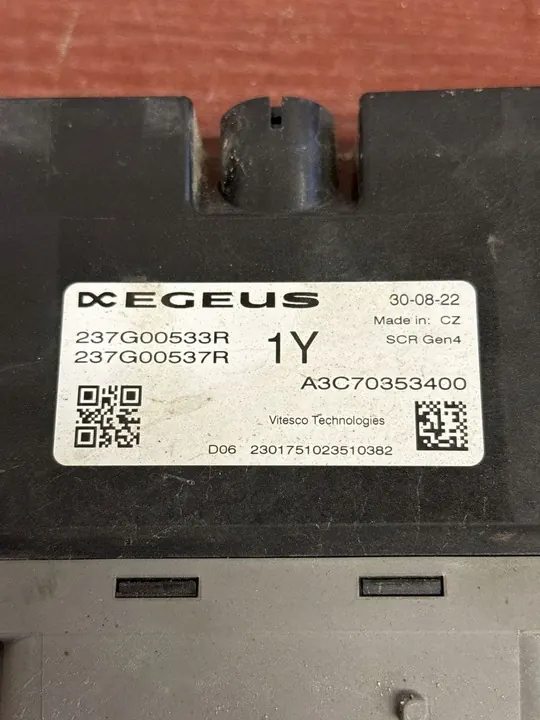 EGEUS
30-08-22
Made in: CZ
237G00533R
1Y
SCR Gen4
237G00537R
A3C70353400
Vitesco Technologies
D06 2301751023510382